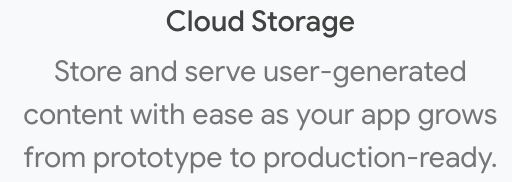 Cloud Storage
Store and serve user-generated
content with ease as your app grows
from prototype to production-ready.